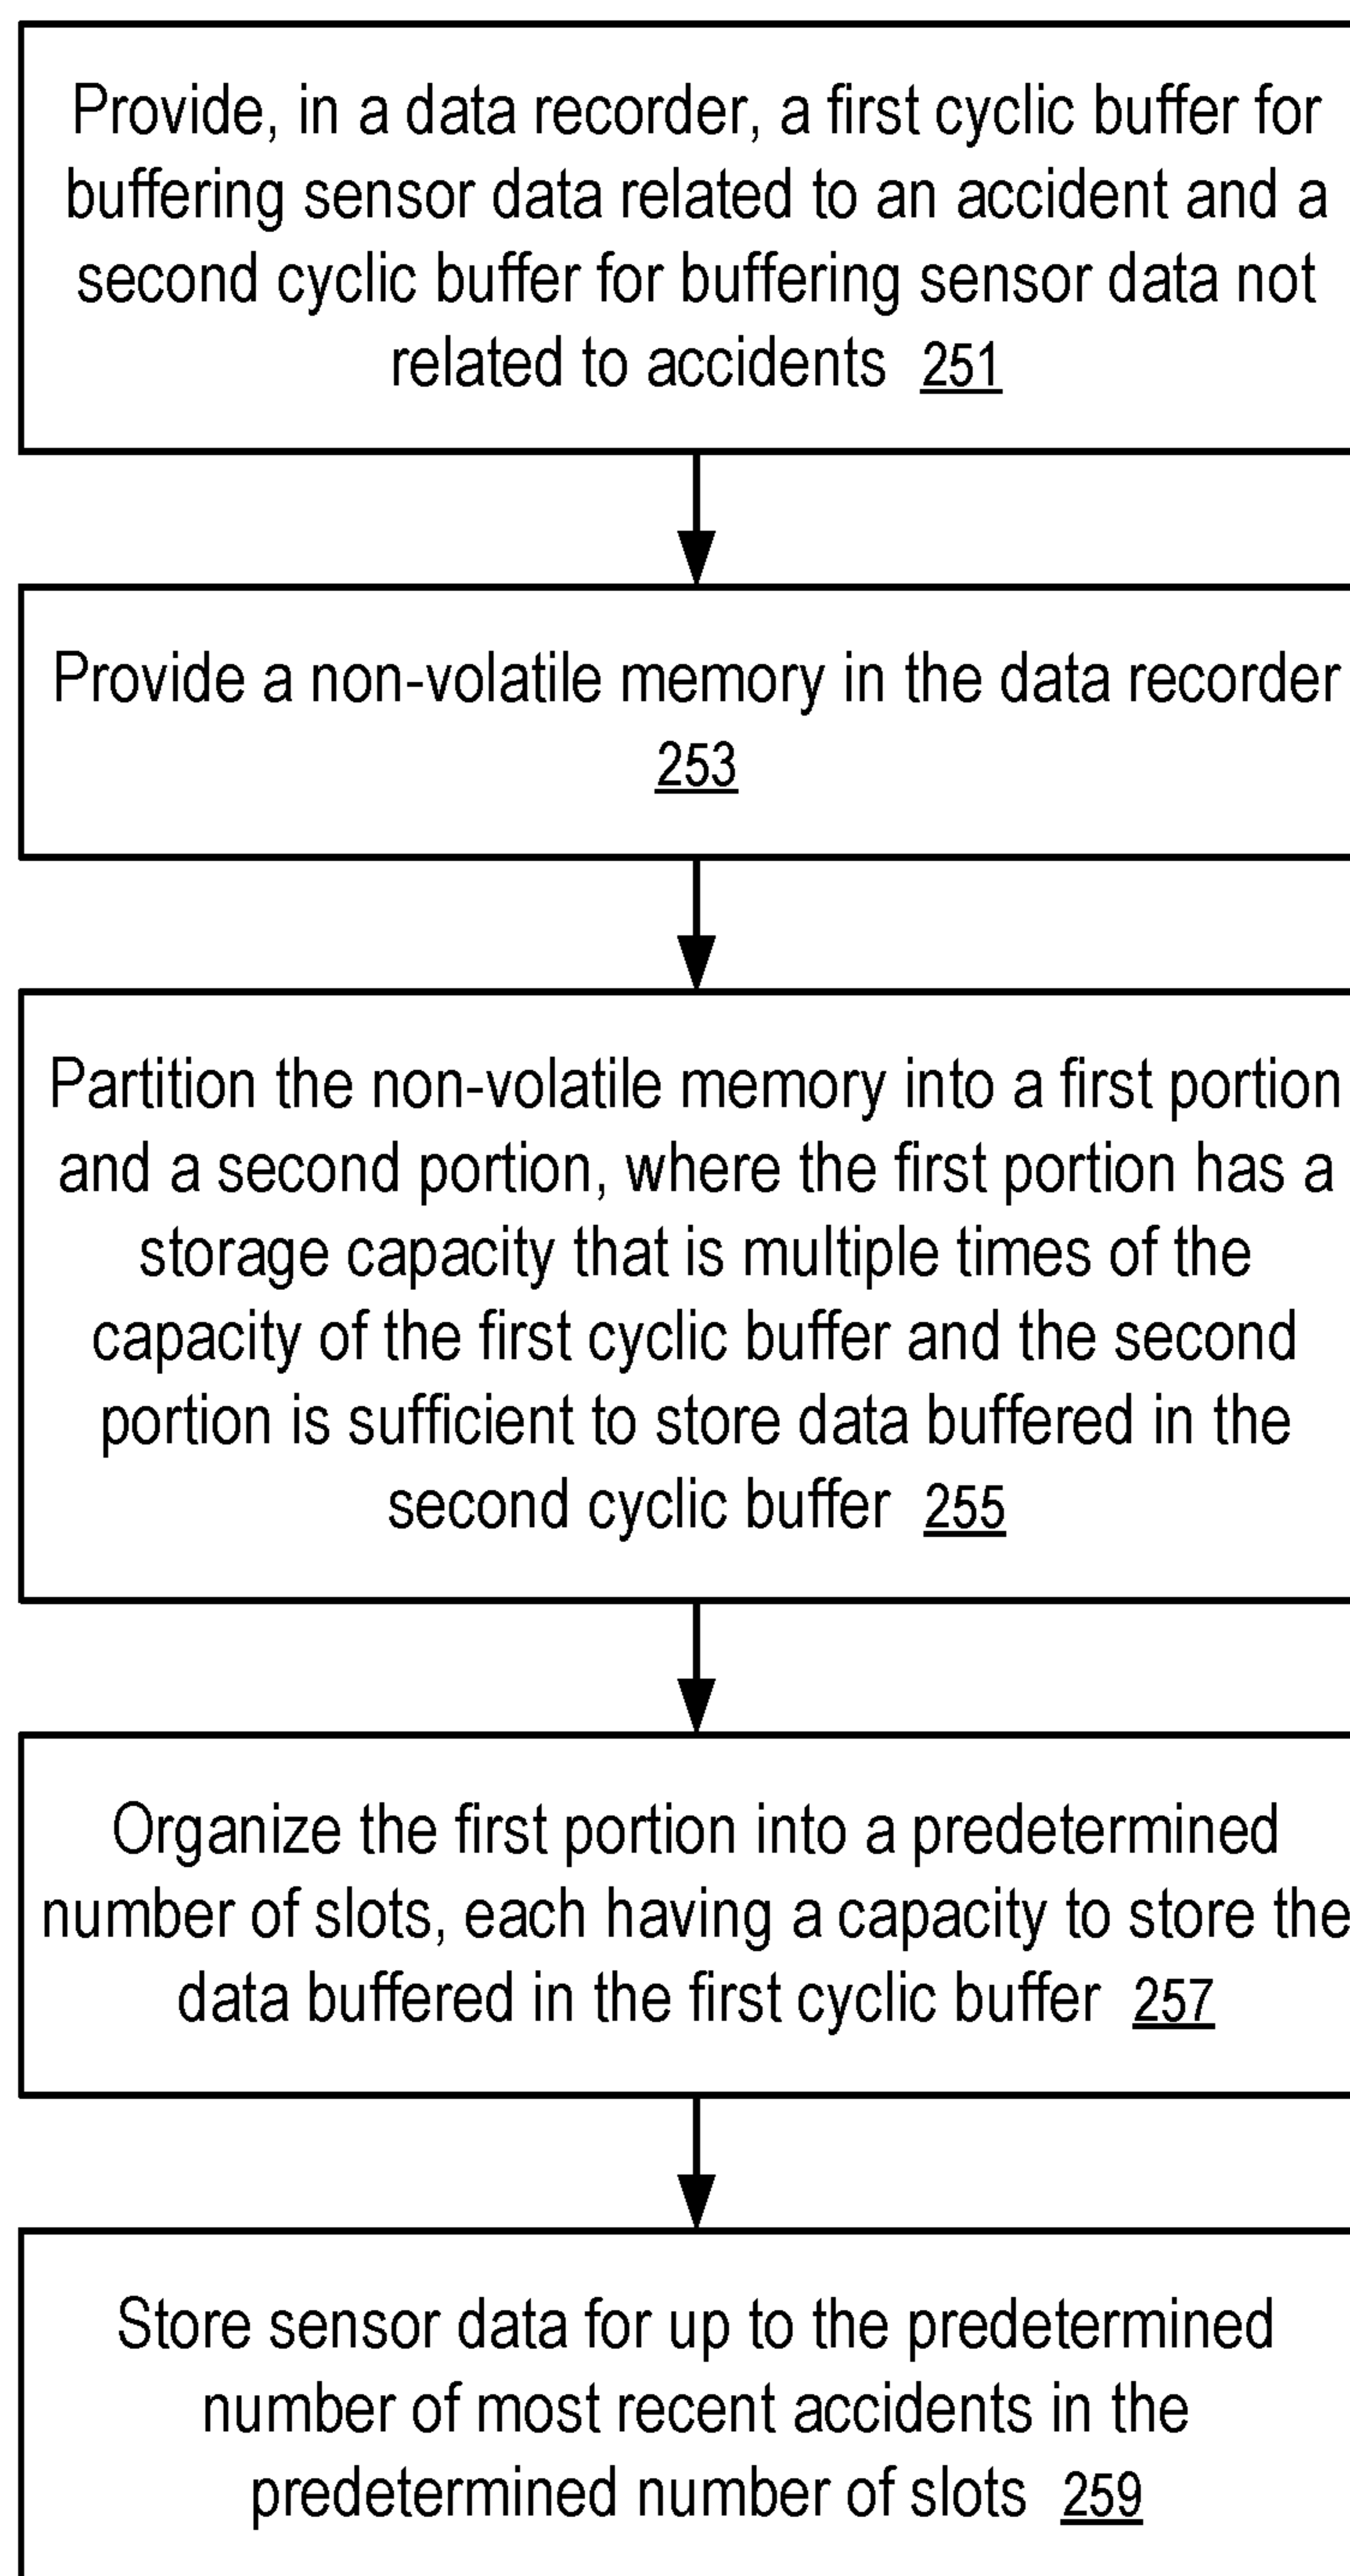 Provide, in a data recorder, a first cyclic buffer for
buffering sensor data related to an accident and a
second cyclic buffer for buffering sensor data not
related to accidents 251
Provide a non-volatile memory in the data recorder
253
Partition the non-volatile memory into a first portion
and a second portion, where the first portion has a
storage capacity that is multiple times of the
capacity of the first cyclic buffer and the second
portion is sufficient to store data buffered in the
second cyclic buffer 255
Organize the first portion into a predetermined
number of slots, each having a capacity to store the
data buffered in the first cyclic buffer 257
Store sensor data for up to the predetermined
number of most recent accidents in the
predetermined number of slots 259